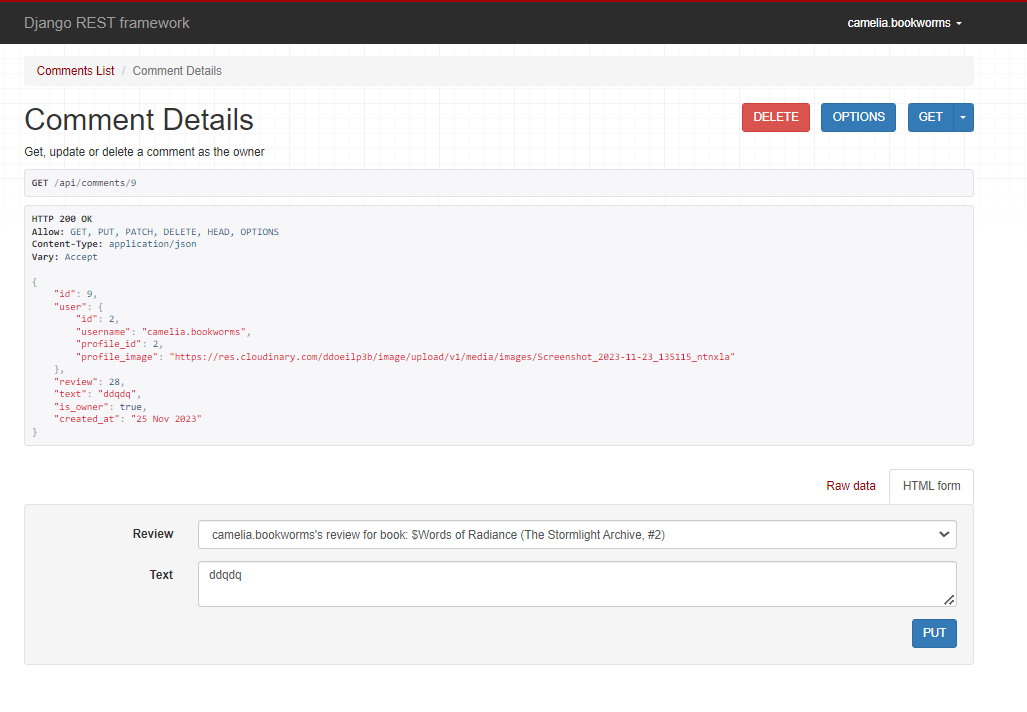 Django REST framework
camelia.bookworms
Comments List / Comment Details
Comment Details
DELETE
OPTIONS
GET
Get, update or delete a comment as the owner
GET /api/comments/9
HTTP 200 OK
Allow: GET, PUT, PATCH, DELETE, HEAD, OPTIONS
Content-Type: application/json
Vary: Accept
{
"id": 9,
"user": {
"id": 2,
"username": "camelia.bookworms",
"profile_id": 2,
"profile_image": "https://res.cloudinary.com/ddoeilp3b/image/upload/v1/media/images/Screenshot_2023-11-23_135115_ntnxla"
},
"review": 28,
"text": "ddqdq",
"is_owner": true,
"created_at": "25 Nov 2023"
}
Raw data
HTML form
Review
camelia.bookworms's review for book: $Words of Radiance (The Stormlight Archive, #2)
Text
ddqdq
PUT